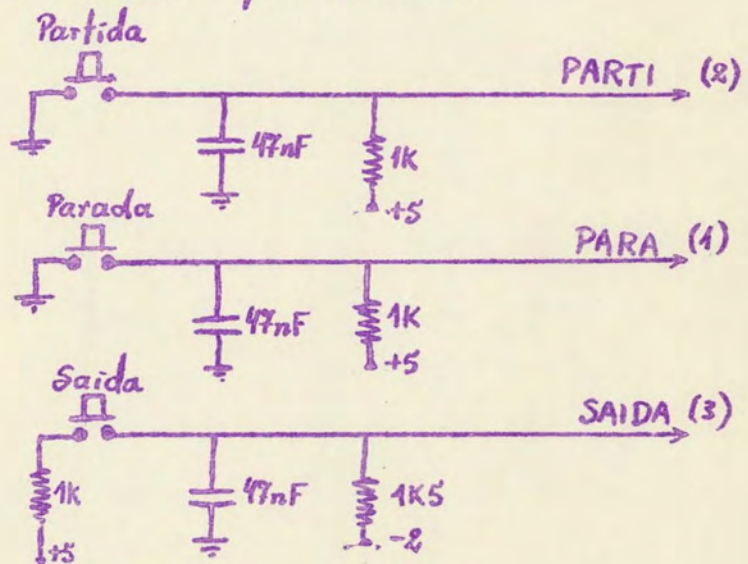 Partida
PARTI (2)
47nF
1K
+5
Parada
PARA (1)
47nF
1K
+5
Saida
SAIDA (3)
1K
47nF
1K5
+5
-2